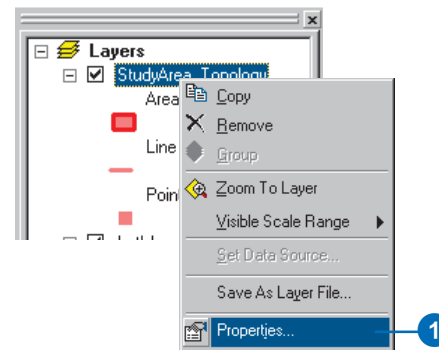 Layers
StudyArea_Topology
Area
Line
Point
Copy
Remove
Group
Zoom To Layer
Visible Scale Range
Set Data Source...
Save As Layer File...
Properties...
1